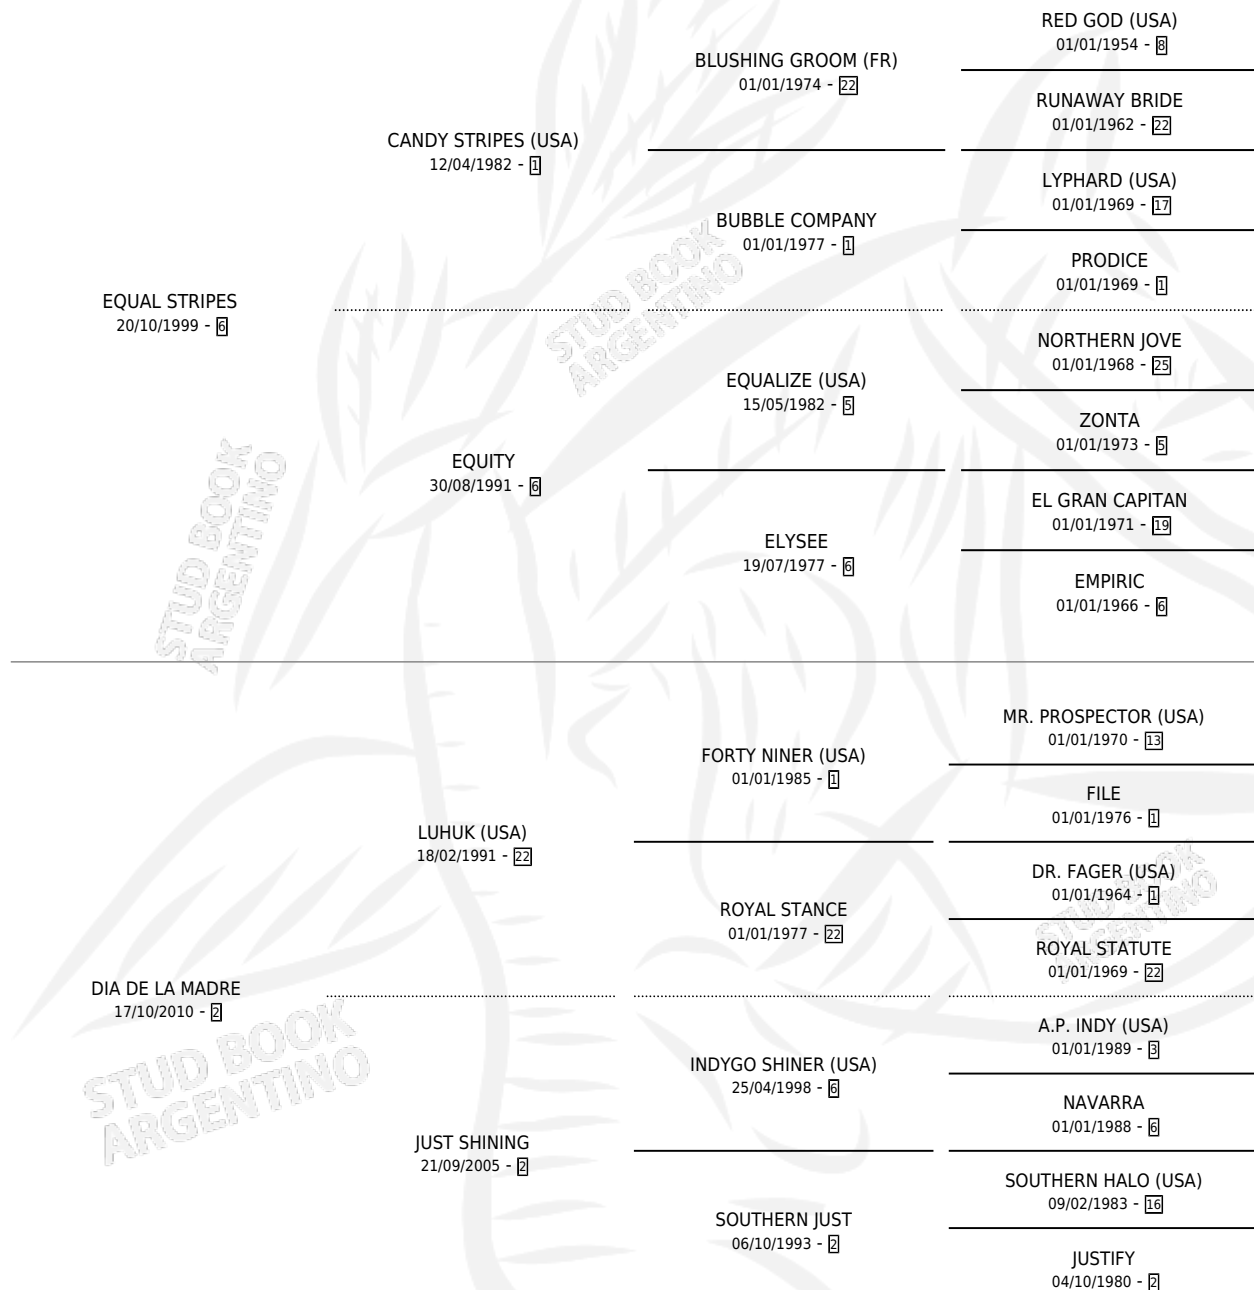 RED GOD (USA)
01/01/1954 - 8
BLUSHING GROOM (FR)
01/01/1974 - 22
RUNAWAY BRIDE
01/01/1962 - 22
CANDY STRIPES (USA)
12/04/1982 - 1
LYPHARD (USA)
01/01/1969 - 17
BUBBLE COMPANY
01/01/1977 - 1
PRODICE
01/01/1969 - 1
EQUAL STRIPES
20/10/1999 - 6
NORTHERN JOVE
01/01/1968 - 25
EQUALIZE (USA)
15/05/1982 - 5
ZONTA
01/01/1973 - 5
EQUITY
30/08/1991 - 6
EL GRAN CAPITAN
01/01/1971 - 19
ELYSEE
19/07/1977 - 6
EMPIRIC
01/01/1966 - 6
MR. PROSPECTOR (USA)
01/01/1970 - 13
FORTY NINER (USA)
01/01/1985 - 1
FILE
01/01/1976 - 1
LUHUK (USA)
18/02/1991 - 22
DR. FAGER (USA)
01/01/1964 - 1
ROYAL STANCE
01/01/1977 - 22
ROYAL STATUTE
01/01/1969 - 22
DIA DE LA MADRE
17/10/2010 - 2
A.P. INDY (USA)
01/01/1989 - 3
INDYGO SHINER (USA)
25/04/1998 - 6
NAVARRA
01/01/1988 - 6
JUST SHINING
21/09/2005 - 2
SOUTHERN HALO (USA)
09/02/1983 - 16
SOUTHERN JUST
06/10/1993 - 2
JUSTIFY
04/10/1980 - 2
STUD BOOK
ARGENTINO
STUD BOOK
ARGENTINO
STUD BOOK
ARGENTINO
STUD BOOK
ARGENTINO